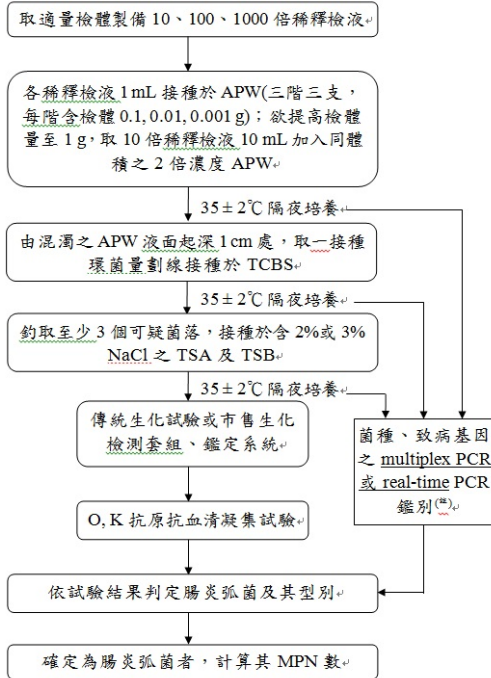 取適量檢體製備 10、100、1000 倍稀釋檢液
各稀釋檢液 1 mL 接種於 APW(三階三支，
每階含檢體 0.1, 0.01, 0.001 g)；欲提高檢體
量至 1 g，取 10 倍稀釋檢液 10 mL 加入同體
積之 2 倍濃度 APW
35±2℃ 隔夜培養
由混濁之 APW 液面起深 1 cm 處，取一接種
環菌量劃線接種於 TCBS
35±2℃ 隔夜培養
釣取至少 3 個可疑菌落，接種於含 2%或 3%
NaCl 之 TSA 及 TSB
35±2℃ 隔夜培養
傳統生化試驗或市售生化
檢測套組、鑑定系統
菌種、致病基因
之 multiplex PCR
或 real-time PCR
鑑別(註)
O, K 抗原抗血清凝集試驗
依試驗結果判定腸炎弧菌及其型別
確定為腸炎弧菌者，計算其 MPN 數